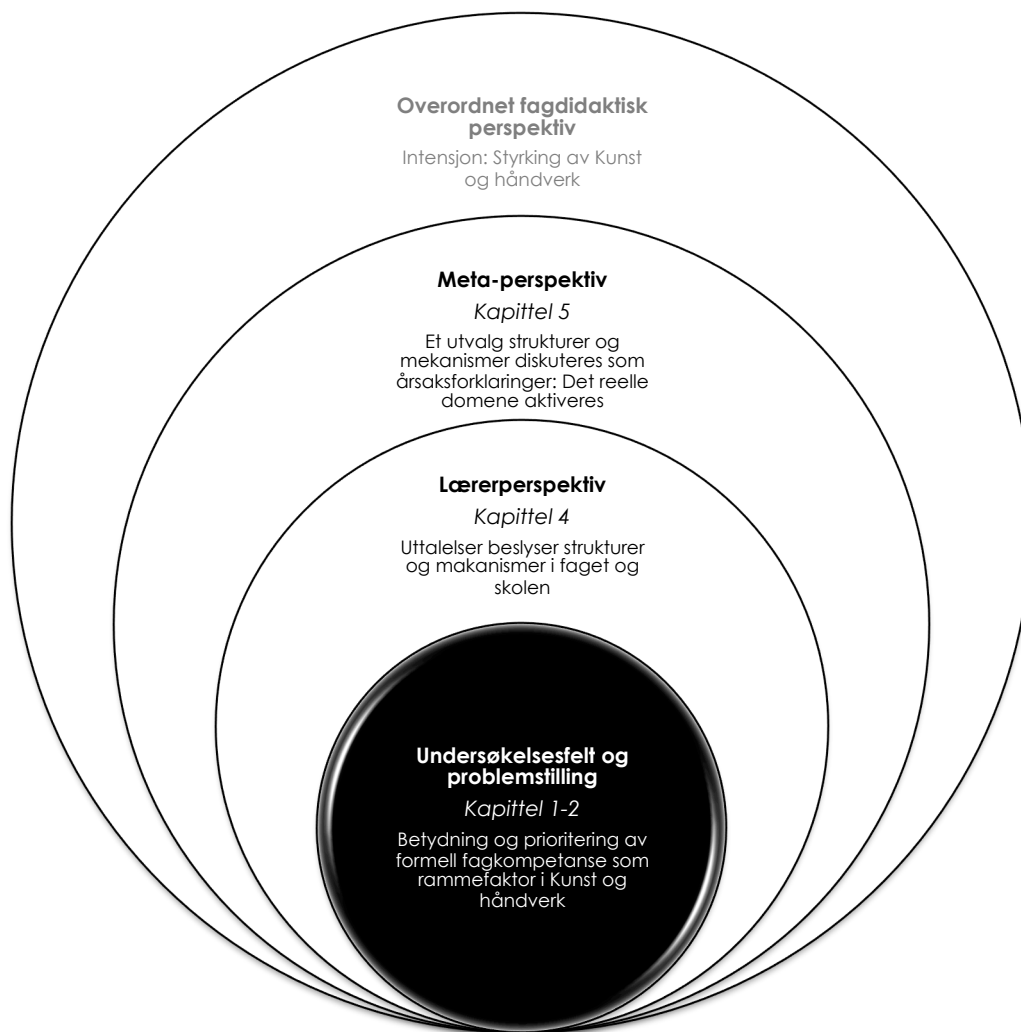 Overordnet fagdidaktisk
perspektiv
Intensjon: Styrking av Kunst
og håndverk
Meta-perspektiv
Kapittel 5
Et utvalg strukturer og
mekanismer diskuteres som
årsaksforklaringer: Det reelle
domene aktiveres
Lærerperspektiv
Kapittel 4
Uttalelser beslyser strukturer
og makanismer i faget og
skolen
Undersøkelsesfelt og
problemstilling
Kapittel 1-2
Betydning og prioritering av
formell fagkompetanse som
rammefaktor i Kunst og
håndverk